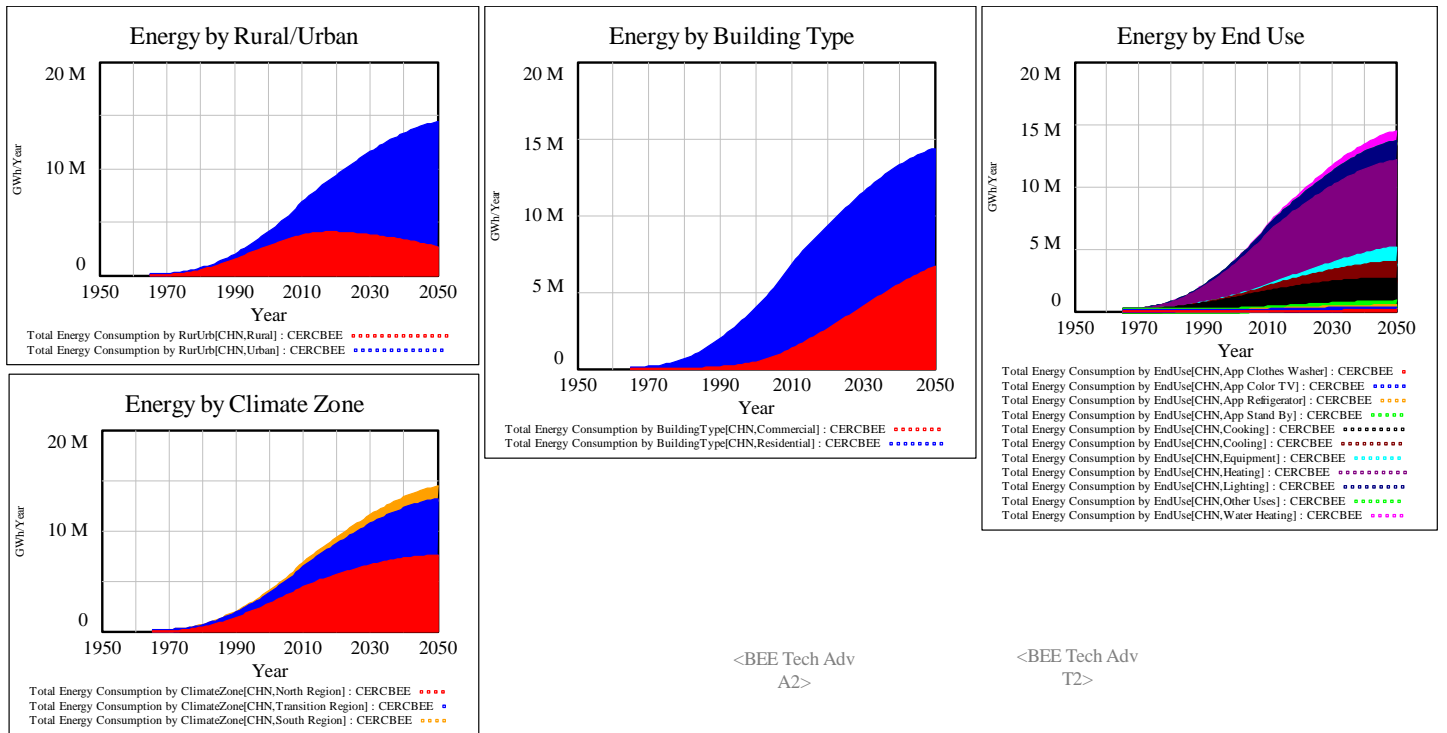 Energy by Rural/Urban
20 M
10 M
0
GWh/Year
1950 1970 1990 2010 2030 2050
Year
Total Energy Consumption by RurUrb[CHN,Rural] : CERCBEE
Total Energy Consumption by RurUrb[CHN,Urban] : CERCBEE
Energy by Climate Zone
20 M
10 M
0
GWh/Year
1950 1970 1990 2010 2030 2050
Year
Total Energy Consumption by ClimateZone[CHN,North Region] : CERCBEE
Total Energy Consumption by ClimateZone[CHN,Transition Region] : CERCBEE
Total Energy Consumption by ClimateZone[CHN,South Region] : CERCBEE
Energy by Building Type
20 M
15 M
10 M
5 M
0
GWh/Year
1950 1970 1990 2010 2030 2050
Year
Total Energy Consumption by BuildingType[CHN,Commercial] : CERCBEE
Total Energy Consumption by BuildingType[CHN,Residential] : CERCBEE
Energy by End Use
20 M
15 M
10 M
5 M
0
GWh/Year
1950 1970 1990 2010 2030 2050
Year
Total Energy Consumption by EndUse[CHN,App Clothes Washer] : CERCBEE
Total Energy Consumption by EndUse[CHN,App Color TV] : CERCBEE
Total Energy Consumption by EndUse[CHN,App Refrigerator] : CERCBEE
Total Energy Consumption by EndUse[CHN,App Stand By] : CERCBEE
Total Energy Consumption by EndUse[CHN,Cooking] : CERCBEE
Total Energy Consumption by EndUse[CHN,Cooling] : CERCBEE
Total Energy Consumption by EndUse[CHN,Equipment] : CERCBEE
Total Energy Consumption by EndUse[CHN,Heating] : CERCBEE
Total Energy Consumption by EndUse[CHN,Lighting] : CERCBEE
Total Energy Consumption by EndUse[CHN,Other Uses] : CERCBEE
Total Energy Consumption by EndUse[CHN,Water Heating] : CERCBEE
<BEE Tech Adv
A2>
<BEE Tech Adv
T2>